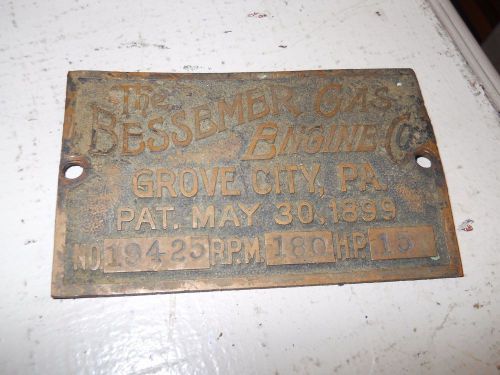 The
BESSEMER GAS
ENGINE Co
GROVE CITY, PA
PAT. MAY 30, 1899
NO. 19425 R.P.M. 180 H.P. 15